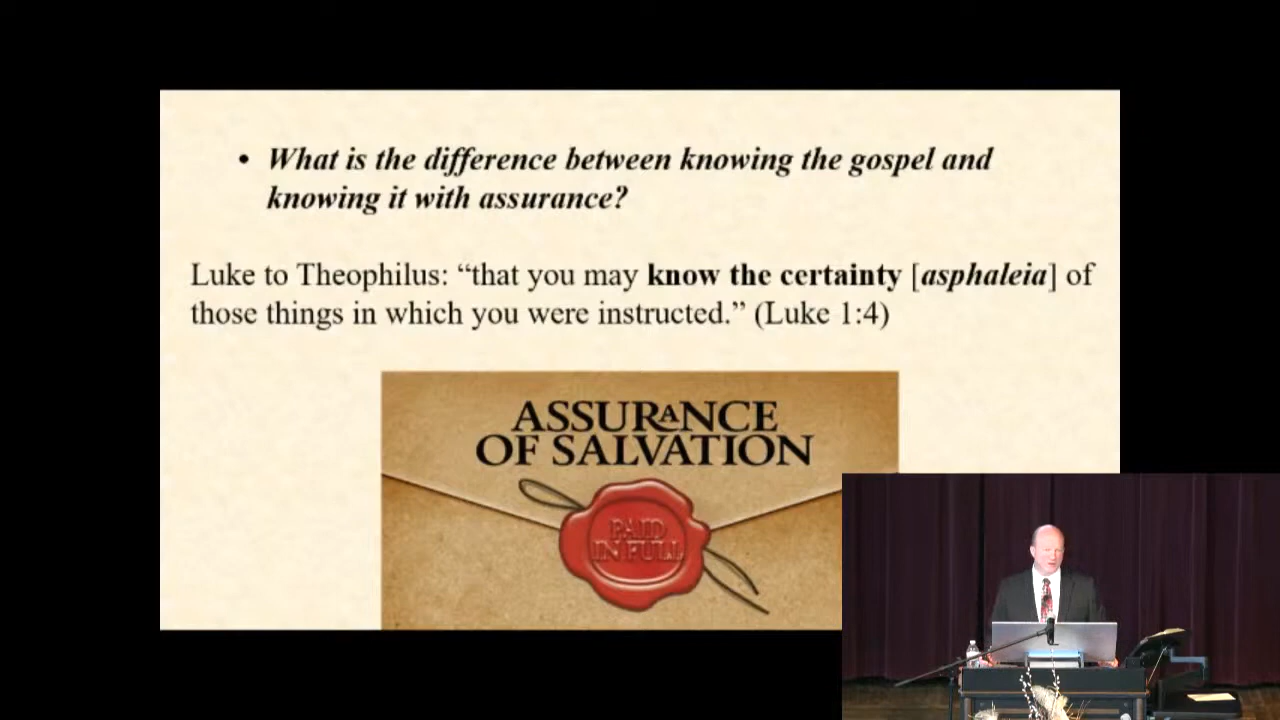 • What is the difference between knowing the gospel and
knowing it with assurance?
Luke to Theophilus: “that you may know the certainty [asphaleia] of
those things in which you were instructed.” (Luke 1:4)
ASSURANCE
OF SALVATION
PAID
IN FULL